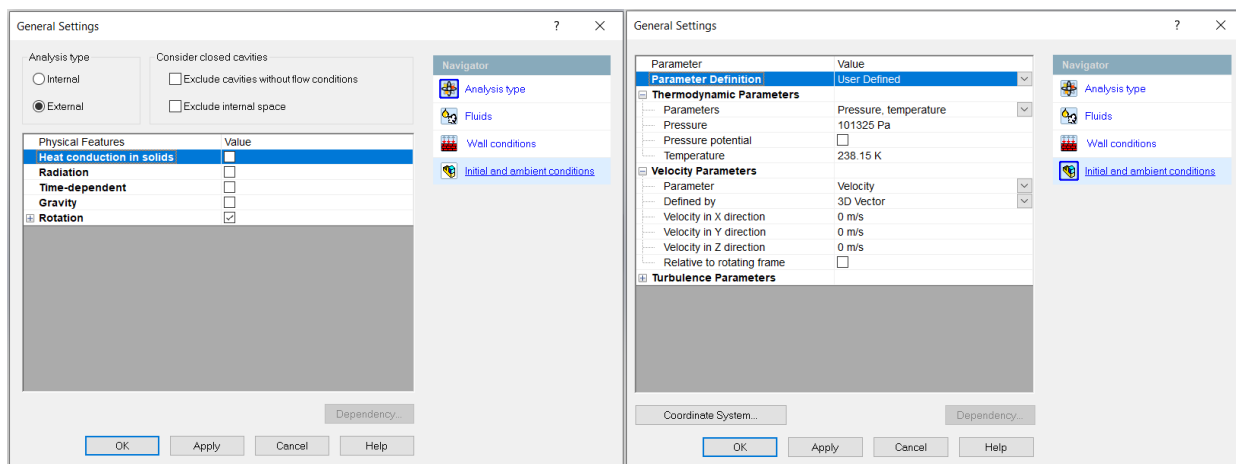 General Settings ? ×
Analysis type
Internal
External
Consider closed cavities
Exclude cavities without flow conditions
Exclude internal space
Physical Features Value
Heat conduction in solids
Radiation
Time-dependent
Gravity
Rotation
Dependency...
OK Apply Cancel Help
Navigator
Analysis type
Fluids
Wall conditions
Initial and ambient conditions
General Settings ? ×
Parameter Value
Parameter Definition User Defined
Thermodynamic Parameters
Parameters Pressure, temperature
Pressure 101325 Pa
Pressure potential
Temperature 238.15 K
Velocity Parameters
Parameter Velocity
Defined by 3D Vector
Velocity in X direction 0 m/s
Velocity in Y direction 0 m/s
Velocity in Z direction 0 m/s
Relative to rotating frame
Turbulence Parameters
Coordinate System... Dependency...
OK Apply Cancel Help
Navigator
Analysis type
Fluids
Wall conditions
Initial and ambient conditions